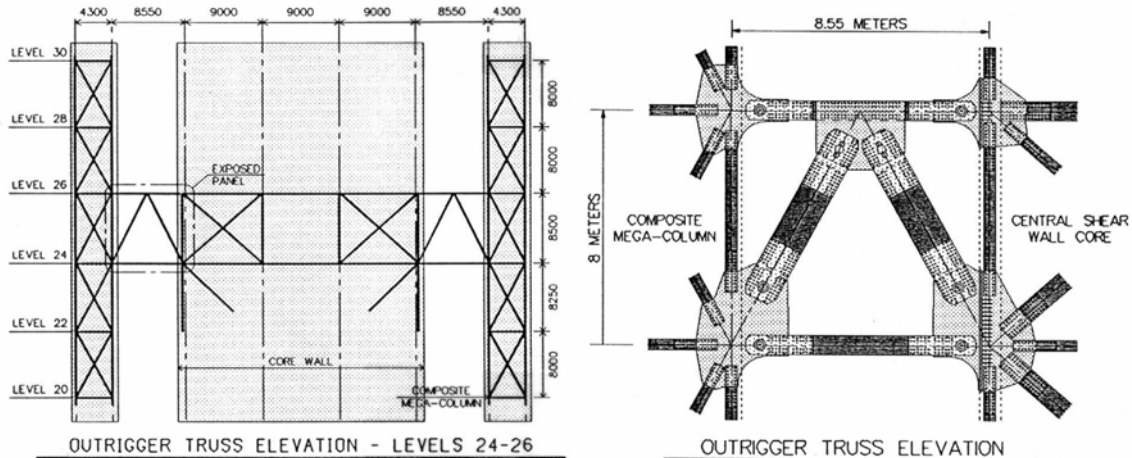 4300 8550 9000 9000 9000 8550 4300
LEVEL 30
8000
LEVEL 28
8000
EXPOSED
PANEL
LEVEL 26
8500
LEVEL 24
8250
LEVEL 22
CORE WALL
8000
LEVEL 20
COMPOSITE
MEGA-COLUMN
OUTRIGGER TRUSS ELEVATION - LEVELS 24-26
8.55 METERS
8 METERS
COMPOSITE
MEGA-COLUMN
CENTRAL SHEAR
WALL CORE
OUTRIGGER TRUSS ELEVATION